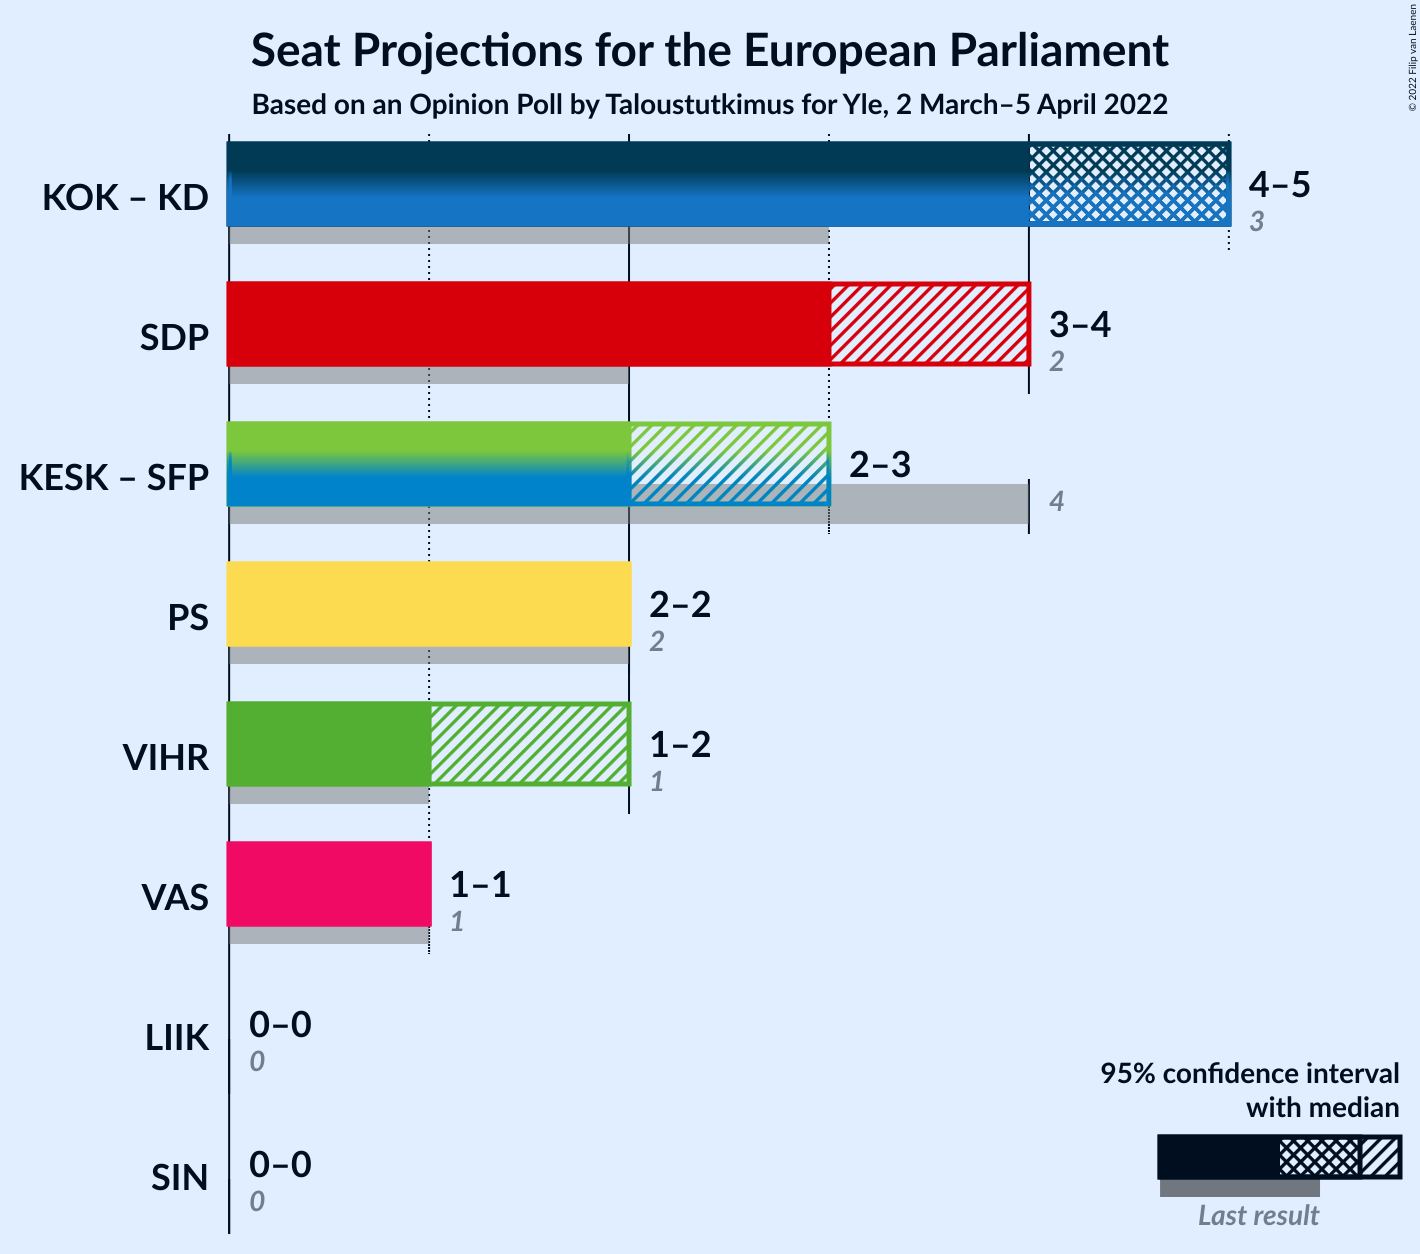 Seat Projections for the European Parliament
Based on an Opinion Poll by Taloustutkimus for Yle, 2 March–5 April 2022
© 2022 Filip van Laenen
KOK – KD
4–5
3
SDP
3–4
2
KESK – SFP
2–3
4
PS
2–2
2
VIHR
1–2
1
VAS
1–1
1
LIIK
0–0
0
SIN
0–0
0
95% confidence interval
with median
Last result